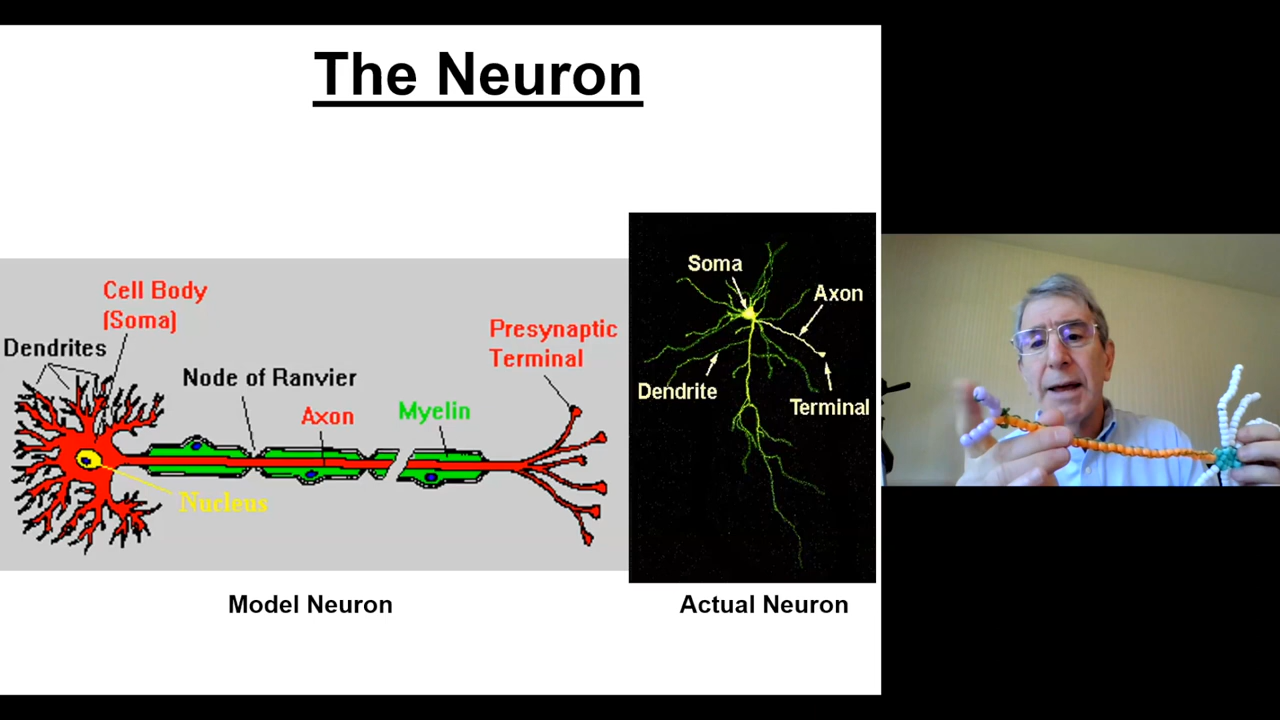 The Neuron
Cell Body
(Soma)
Dendrites
Node of Ranvier
Axon
Myelin
Presynaptic
Terminal
Nucleus
Soma
Axon
Dendrite
Terminal
Model Neuron
Actual Neuron